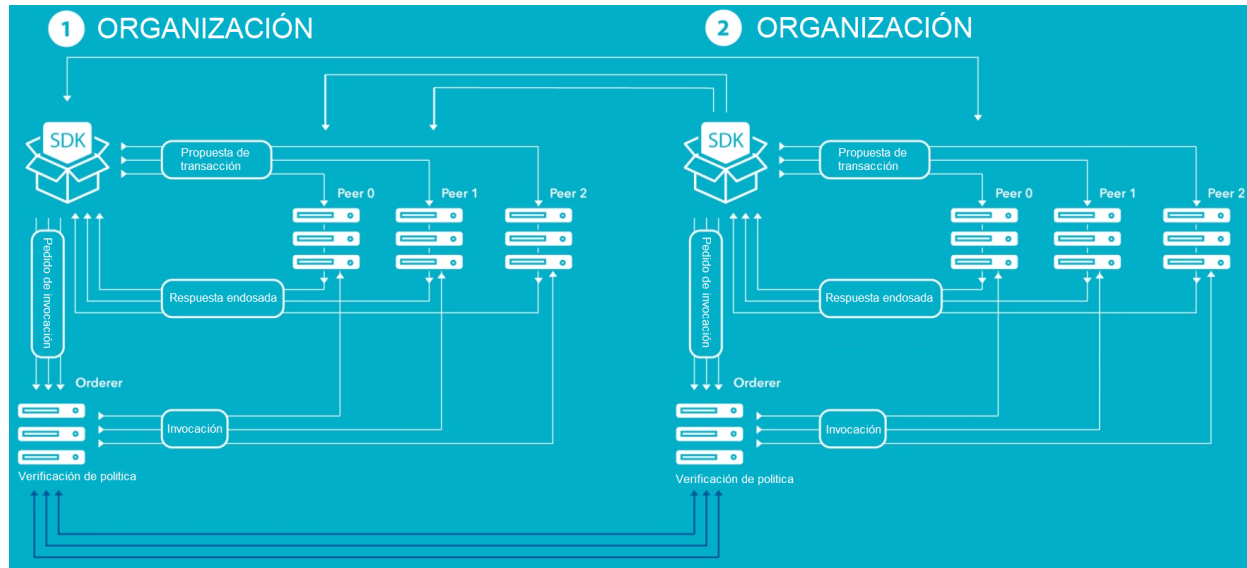 1 ORGANIZACIÓN
2 ORGANIZACIÓN
SDK
Propuesta de
transacción
Peer 0
Peer 1
Peer 2
Pedido de invocación
Respuesta endosada
Orderer
Invocación
Verificación de politica
SDK
Propuesta de
transacción
Peer 0
Peer 1
Peer 2
Pedido de invocación
Respuesta endosada
Orderer
Invocación
Verificación de politica